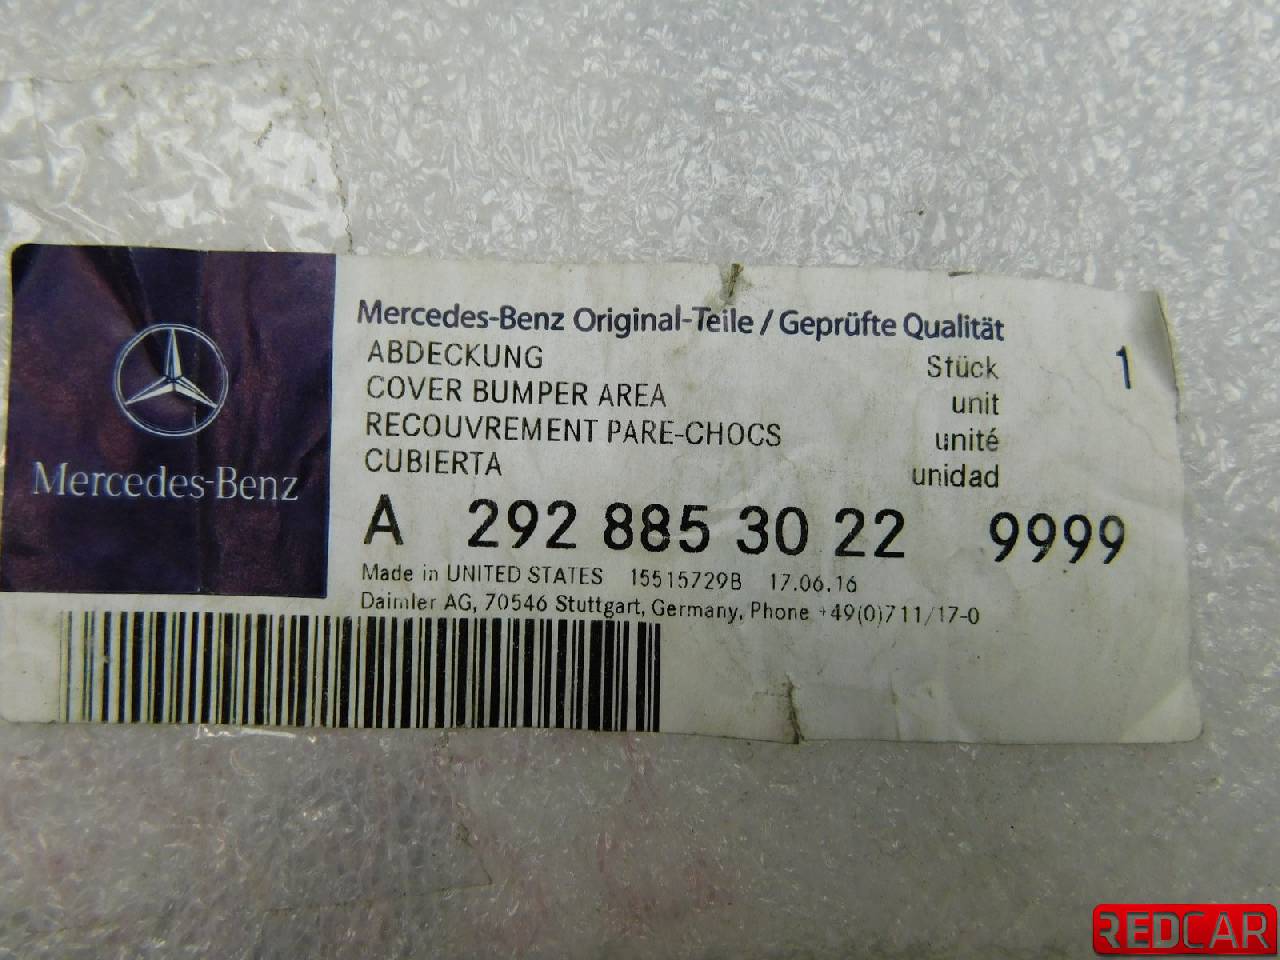 Mercedes-Benz
Mercedes-Benz Original-Teile / Geprüfte Qualität
ABDECKUNG Stück 1
COVER BUMPER AREA unit
RECOUVREMENT PARE-CHOCS unité
CUBIERTA unidad
A 292 885 30 22 9999
Made in UNITED STATES 15515729B 17.06.16
Daimler AG, 70546 Stuttgart, Germany, Phone +49(0)711/17-0
REDCAR